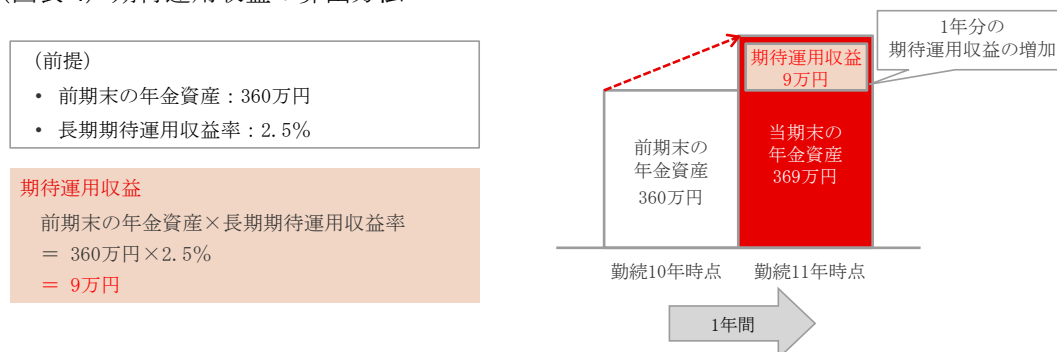 （前提）
• 前期末の年金資産：360万円
• 長期期待運用収益率：2.5％
期待運用収益
前期末の年金資産×長期期待運用収益率
＝ 360万円×2.5％
＝ 9万円
1年分の
期待運用収益の増加
期待運用収益
9万円
前期末の
年金資産
360万円
当期末の
年金資産
369万円
勤続10年時点
勤続11年時点
1年間